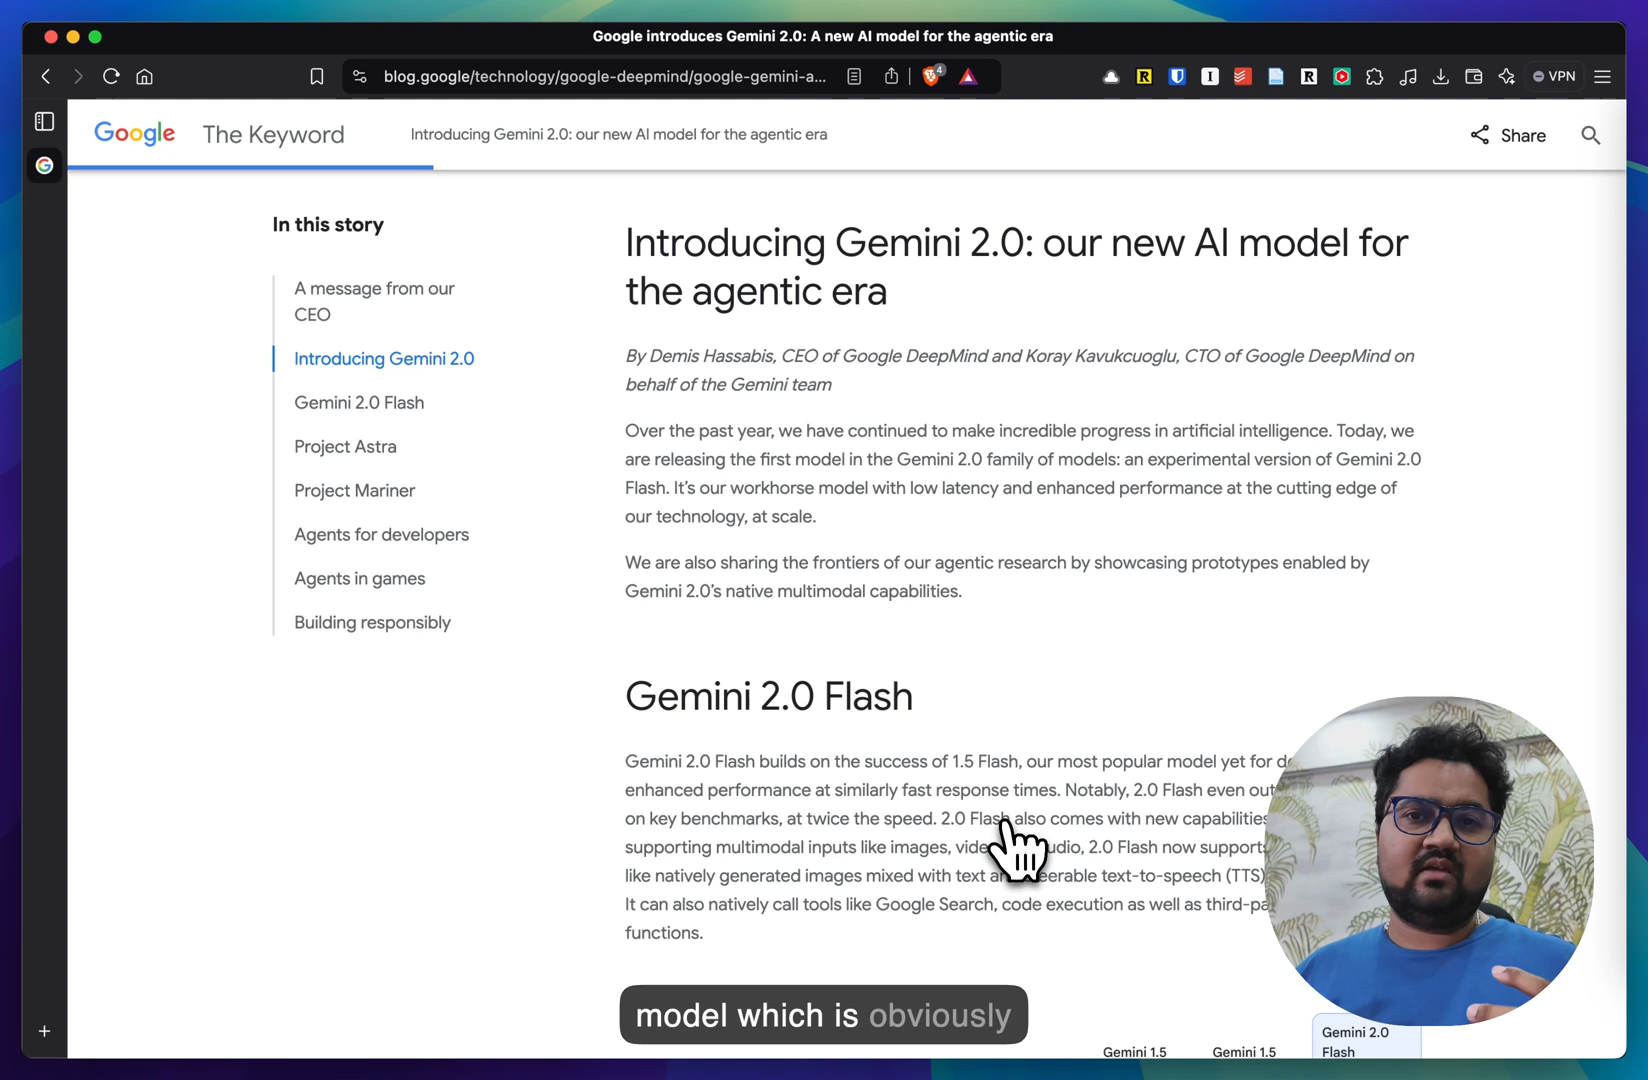 Google introduces Gemini 2.0: A new AI model for the agentic era
blog.google/technology/google-deepmind/google-gemini-a...
4
VPN
Google The Keyword
Introducing Gemini 2.0: our new AI model for the agentic era
Share
In this story
A message from our
CEO
Introducing Gemini 2.0
Gemini 2.0 Flash
Project Astra
Project Mariner
Agents for developers
Agents in games
Building responsibly
Introducing Gemini 2.0: our new AI model for
the agentic era
By Demis Hassabis, CEO of Google DeepMind and Koray Kavukcuoglu, CTO of Google DeepMind on
behalf of the Gemini team
Over the past year, we have continued to make incredible progress in artificial intelligence. Today, we
are releasing the first model in the Gemini 2.0 family of models: an experimental version of Gemini 2.0
Flash. It's our workhorse model with low latency and enhanced performance at the cutting edge of
our technology, at scale.
We are also sharing the frontiers of our agentic research by showcasing prototypes enabled by
Gemini 2.0's native multimodal capabilities.
Gemini 2.0 Flash
Gemini 2.0 Flash builds on the success of 1.5 Flash, our most popular model yet for
enhanced performance at similarly fast response times. Notably, 2.0 Flash even
on key benchmarks, at twice the speed. 2.0 Flash also comes with new capabilities
supporting multimodal inputs like images, 2.0 Flash now
like natively generated images mixed with text text-to-speech (TTS)
It can also natively call tools like Google Search, code execution as well as
functions.
model which is obviously
Gemini 1.5
Gemini 1.5
Gemini 2.0
Flash